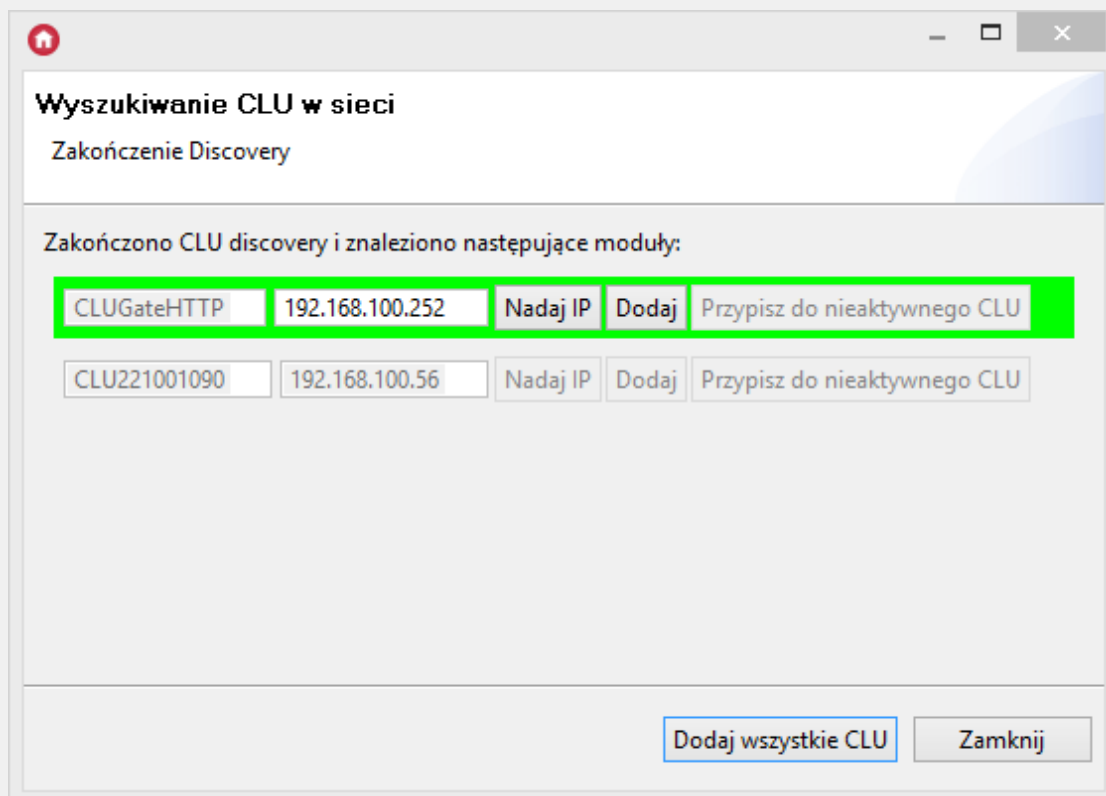 Wyszukiwanie CLU w sieci
Zakończenie Discovery
Zakończono CLU discovery i znaleziono następujące moduły:
CLUGateHTTP 192.168.100.252 Nadaj IP Dodaj Przypisz do nieaktywnego CLU
CLU221001090 192.168.100.56 Nadaj IP Dodaj Przypisz do nieaktywnego CLU
Dodaj wszystkie CLU Zamknij